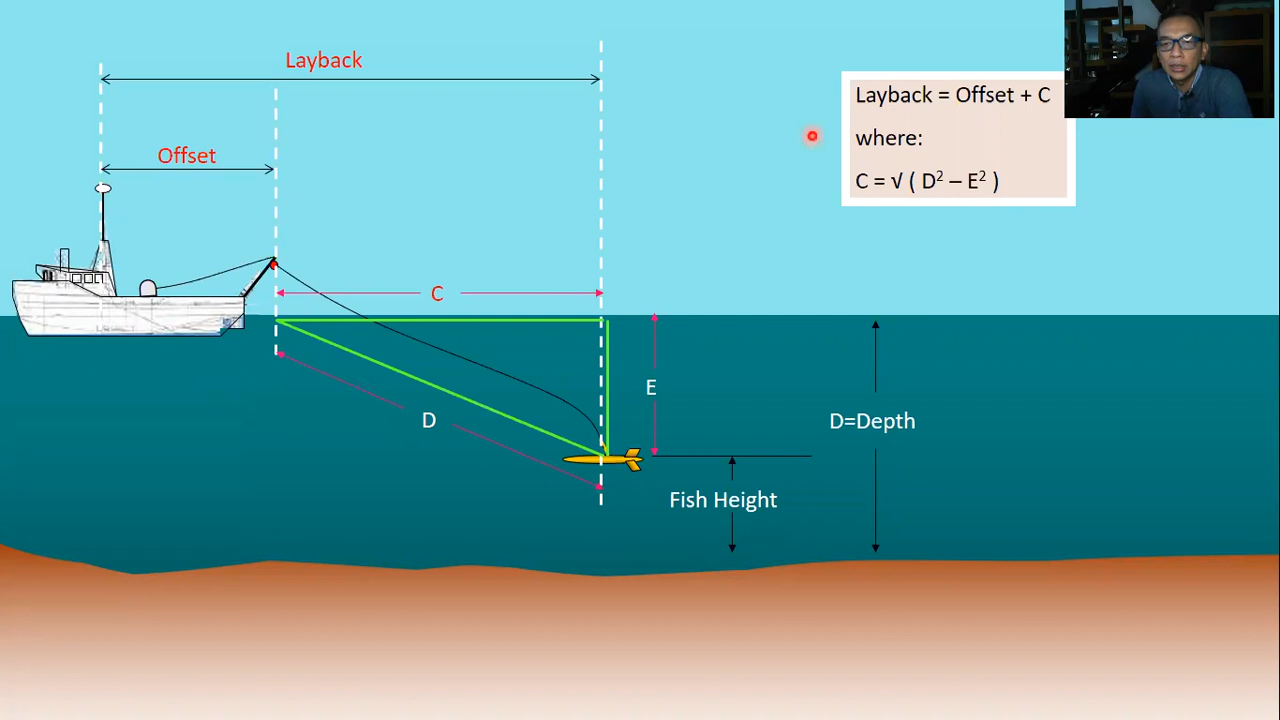 Layback
Layback = Offset + C
where:
C = √ ( D² – E² )
Offset
C
E
D
D=Depth
Fish Height